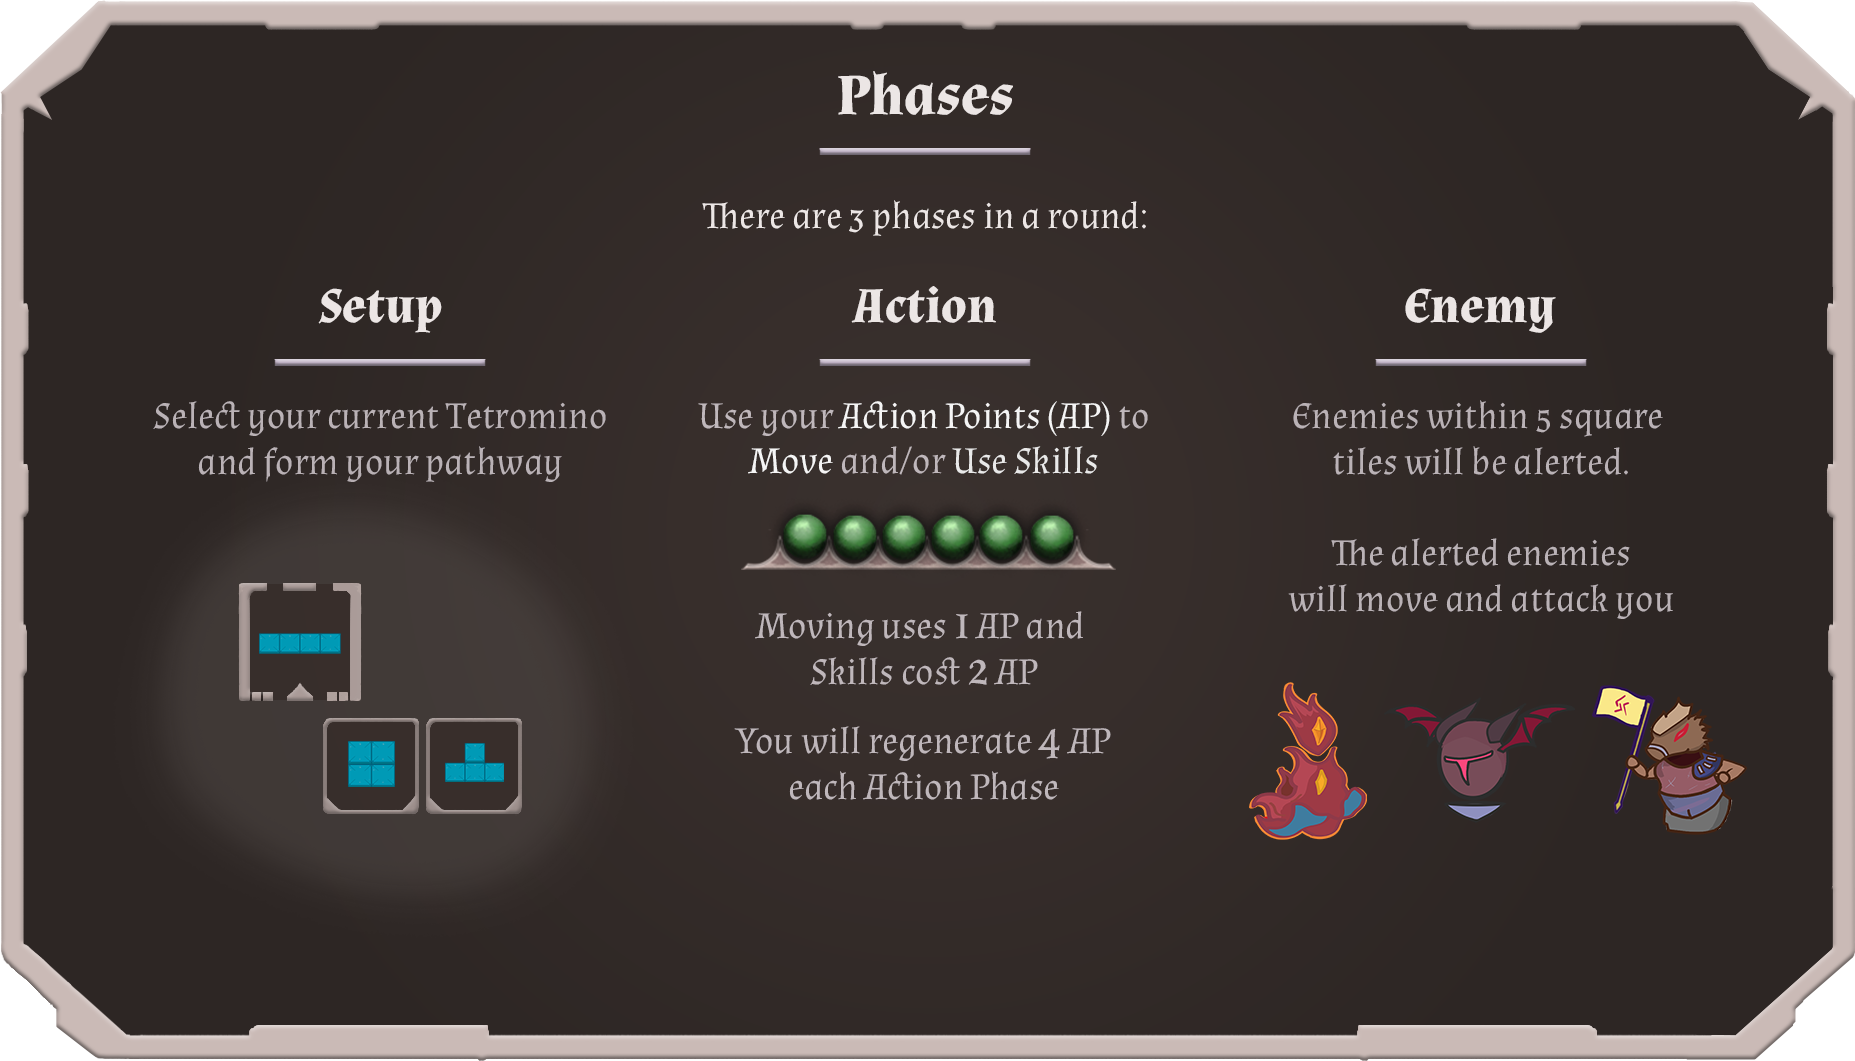 Phases
There are 3 phases in a round:
Setup
Select your current Tetromino
and form your pathway
Action
Use your Action Points (AP) to
Move and/or Use Skills
Moving uses 1 AP and
Skills cost 2 AP
You will regenerate 4 AP
each Action Phase
Enemy
Enemies within 5 square
tiles will be alerted.
The alerted enemies
will move and attack you